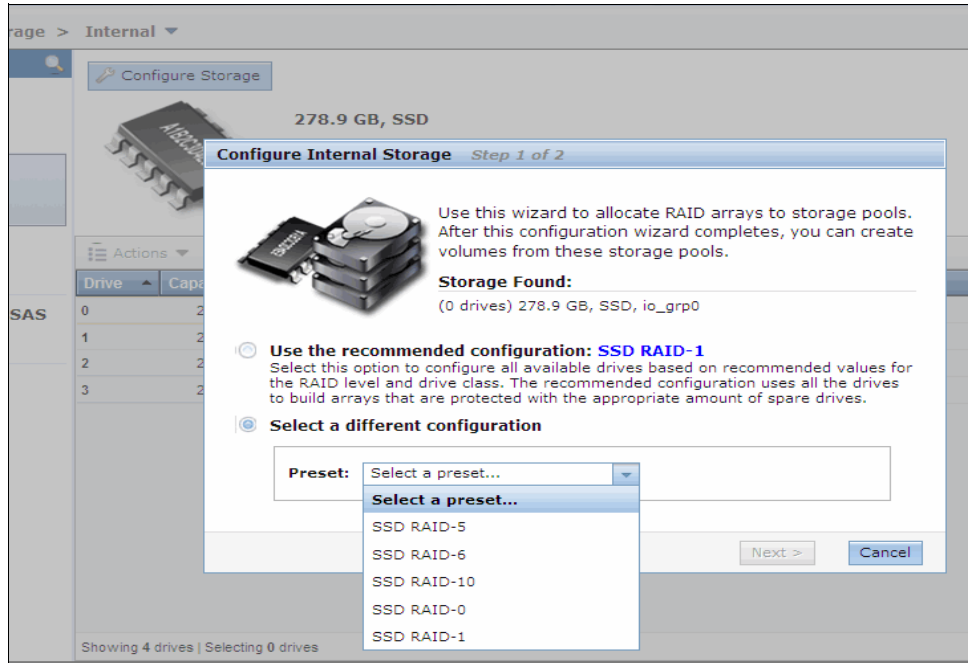 rage > Internal
Configure Storage
278.9 GB, SSD
Configure Internal Storage Step 1 of 2
Use this wizard to allocate RAID arrays to storage pools.
After this configuration wizard completes, you can create
volumes from these storage pools.
Storage Found:
(0 drives) 278.9 GB, SSD, io_grp0
Actions
Drive Capa
SAS
0 2
1 2
2 2
3 2
Use the recommended configuration: SSD RAID-1
Select this option to configure all available drives based on recommended values for
the RAID level and drive class. The recommended configuration uses all the drives
to build arrays that are protected with the appropriate amount of spare drives.
Select a different configuration
Preset: Select a preset...
Select a preset...
SSD RAID-5
SSD RAID-6
SSD RAID-10
SSD RAID-0
SSD RAID-1
Next > Cancel
Showing 4 drives | Selecting 0 drives